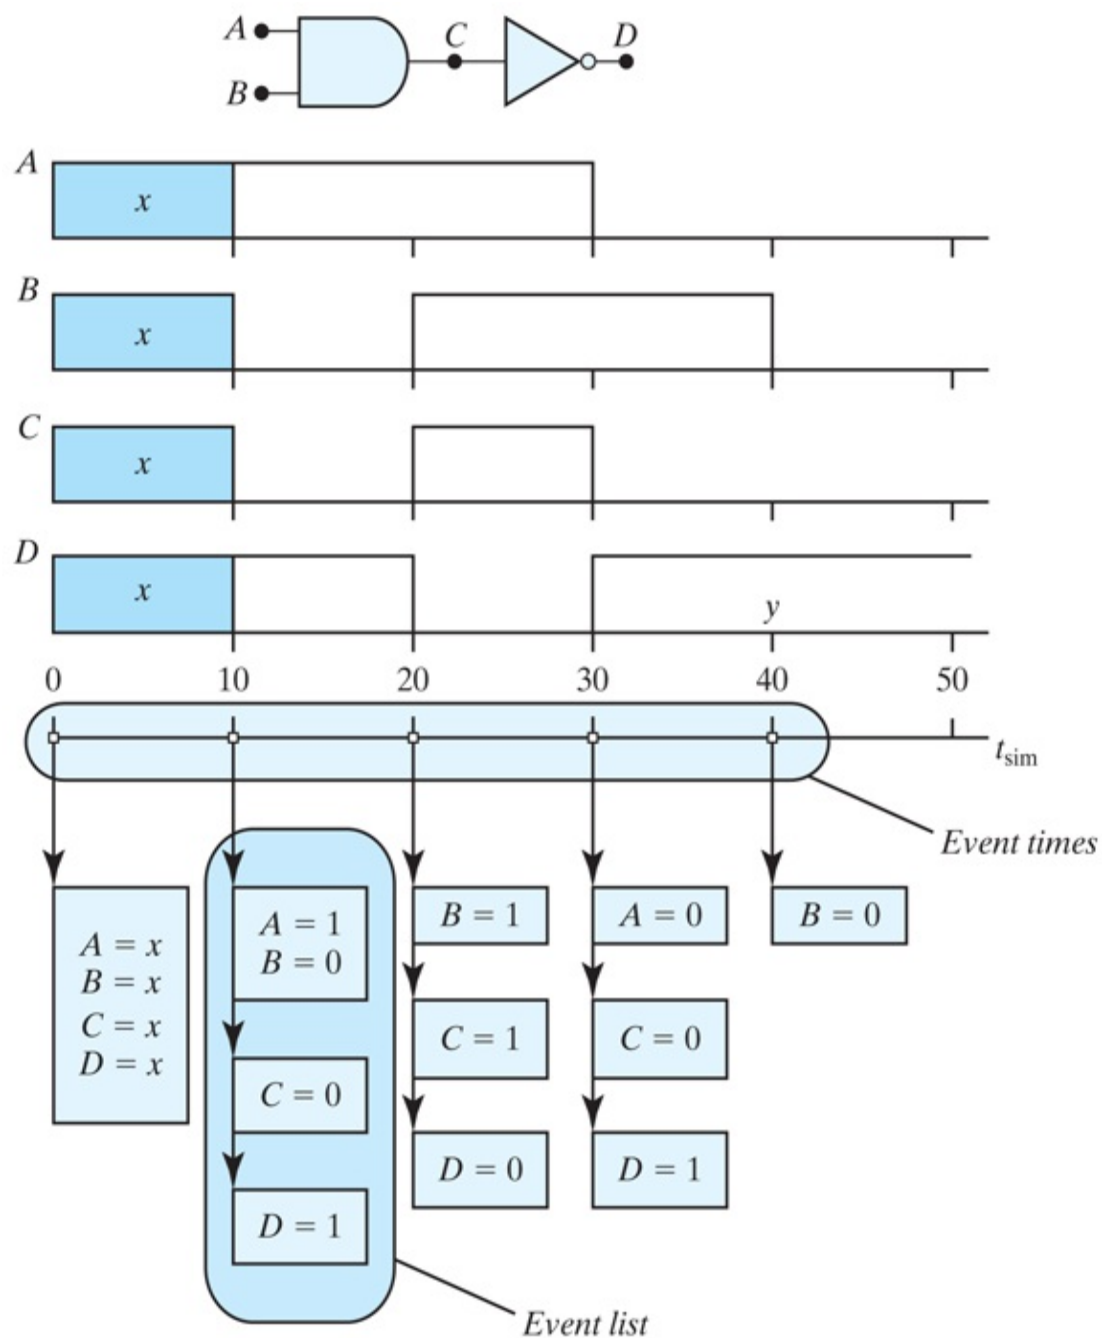 A
B
C
D
A
x
B
x
C
x
D
x
y
0 10 20 30 40 50
t_sim
Event times
A = x
B = x
C = x
D = x
A = 1
B = 0
C = 0
D = 1
B = 1
C = 1
D = 0
A = 0
C = 0
D = 1
B = 0
Event list